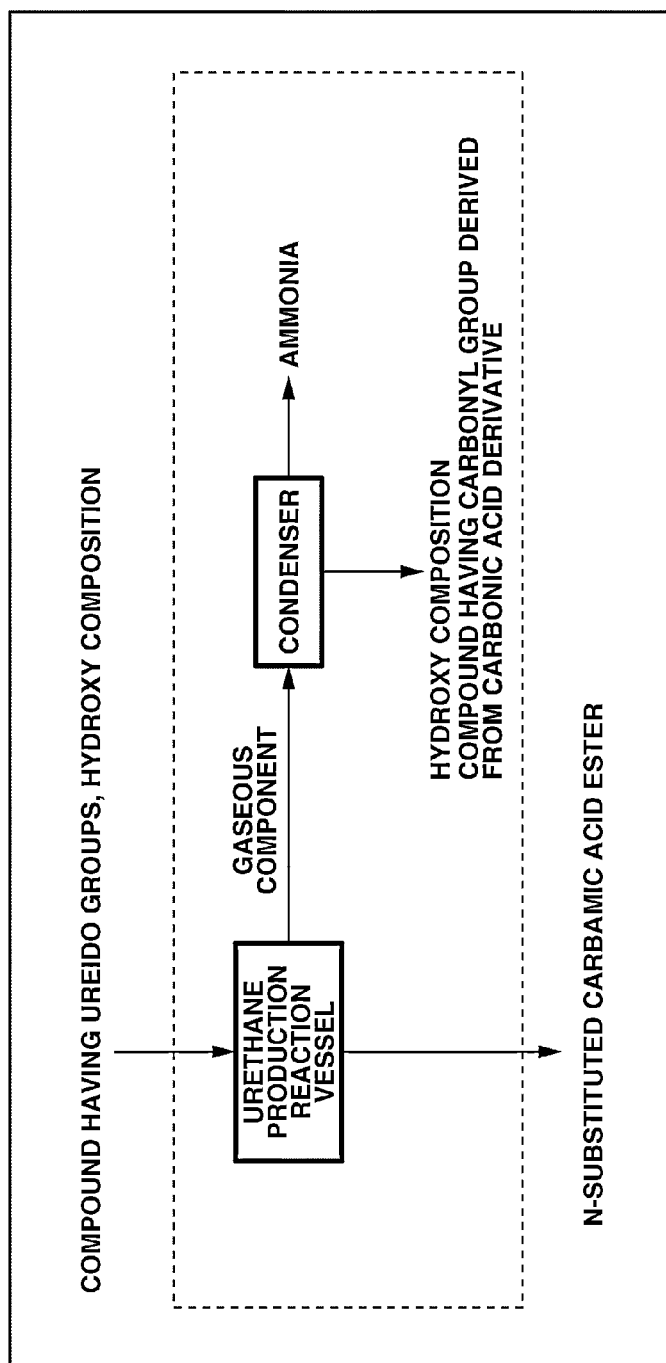 COMPOUND HAVING UREIDO GROUPS, HYDROXY COMPOSITION
URETHANE
PRODUCTION
REACTION
VESSEL
GASEOUS
COMPONENT
CONDENSER
AMMONIA
HYDROXY COMPOSITION
COMPOUND HAVING CARBONYL GROUP DERIVED
FROM CARBONIC ACID DERIVATIVE
N-SUBSTITUTED CARBAMIC ACID ESTER